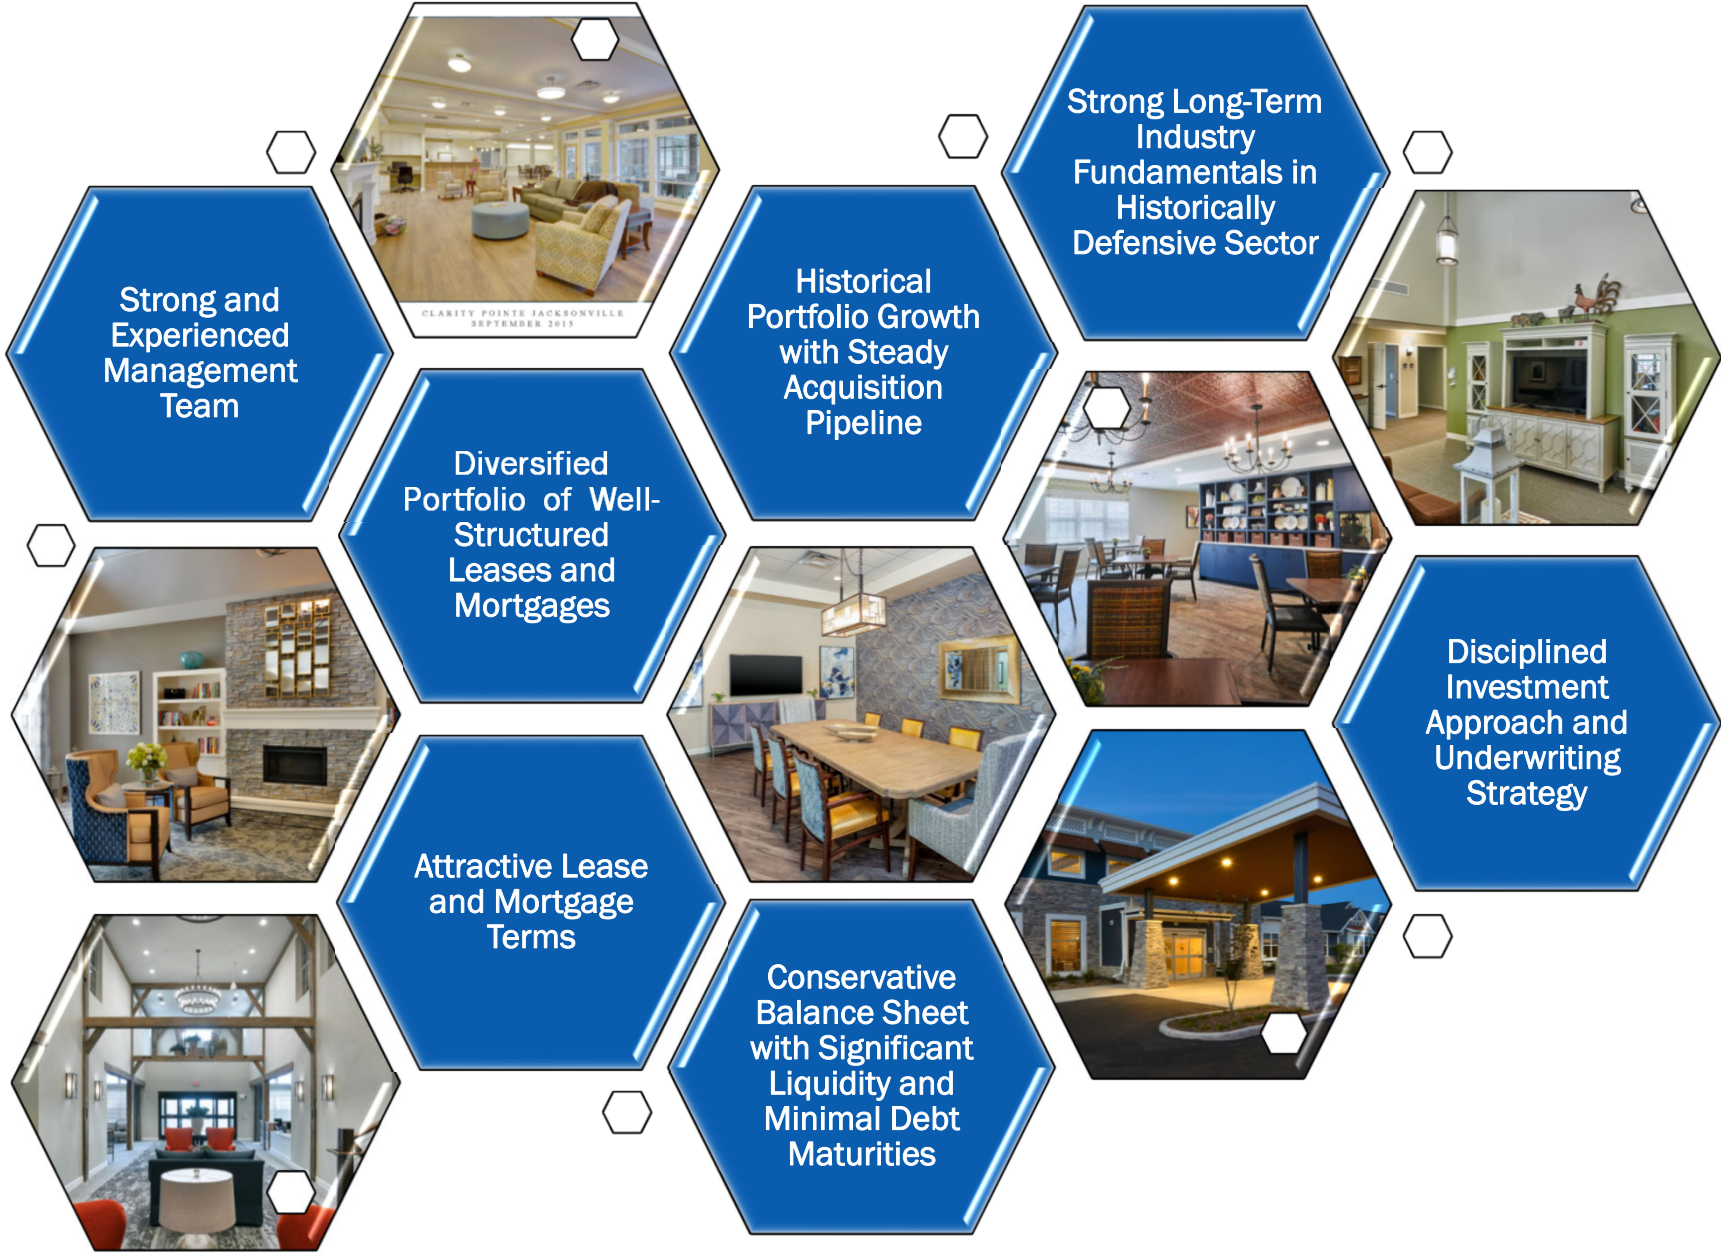 CLARITY POINTE JACKSONVILLE
SEPTEMBER 2015
Strong and
Experienced
Management
Team
Diversified
Portfolio of Well-
Structured
Leases and
Mortgages
Attractive Lease
and Mortgage
Terms
Historical
Portfolio Growth
with Steady
Acquisition
Pipeline
Conservative
Balance Sheet
with Significant
Liquidity and
Minimal Debt
Maturities
Strong Long-Term
Industry
Fundamentals in
Historically
Defensive Sector
Disciplined
Investment
Approach and
Underwriting
Strategy